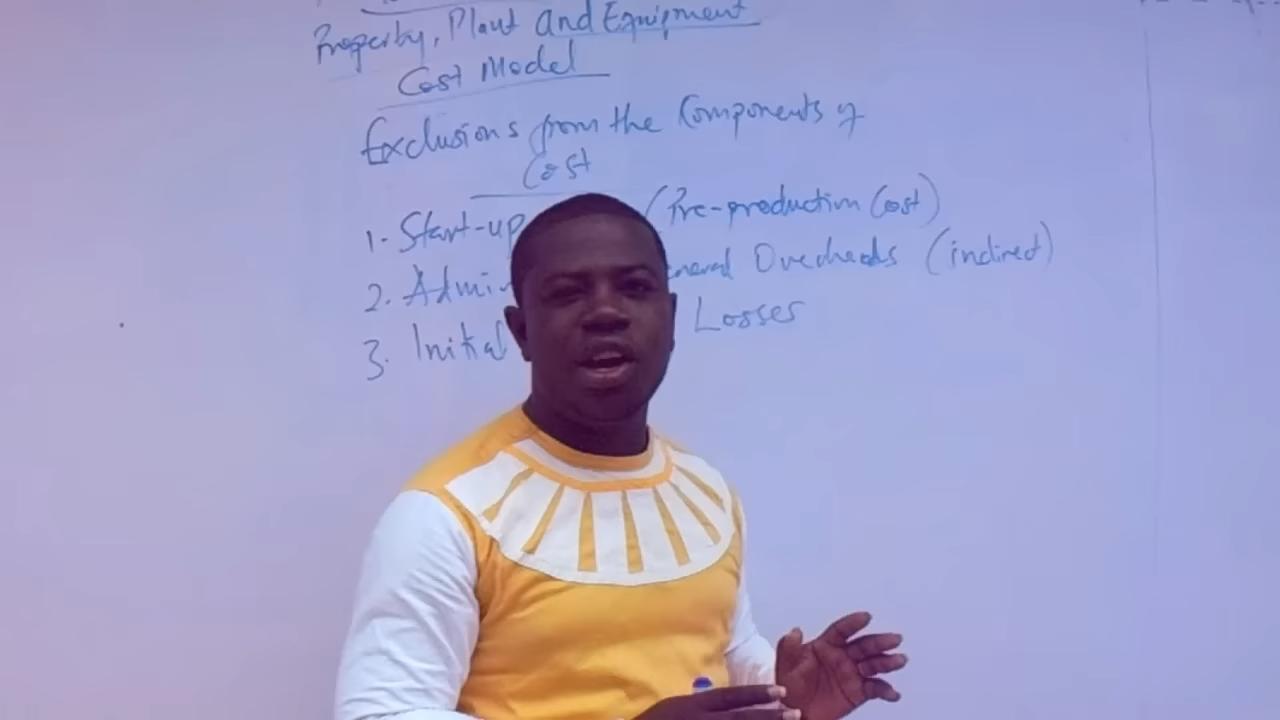 Property, Plant and Equipment
Cost Model
Exclusions from the Components of
Cost
1. Start-up (Pre-production Cost)
2. Admi Overheads (indirect)
3. Initial Losses